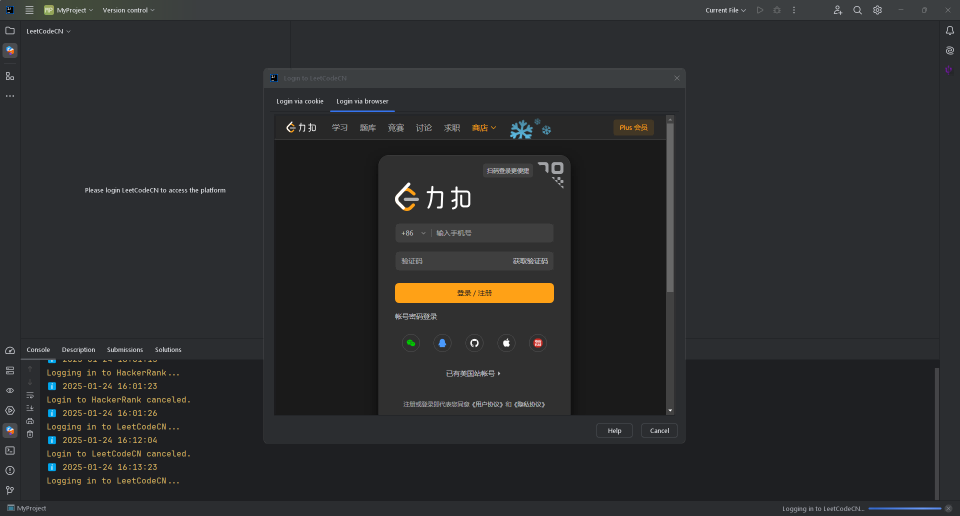 MP MyProject Version control Current File
LeetCodeCN
Login to LeetCodeCN
Login via cookie Login via browser
力扣 学习 题库 竞赛 讨论 求职 商店 Plus 会员
扫码登录更便捷
力扣
Please login LeetCodeCN to access the platform
+86 输入手机号
验证码 获取验证码
登录 / 注册
帐号密码登录
已有美国站帐号
注册或登录即代表您同意《用户协议》和《隐私协议》
Help Cancel
Console Description Submissions Solutions
Logging in to HackerRank...
2025-01-24 16:01:23
Login to HackerRank canceled.
2025-01-24 16:01:26
Logging in to LeetCodeCN...
2025-01-24 16:12:04
Login to LeetCodeCN canceled.
2025-01-24 16:13:23
Logging in to LeetCodeCN...
MyProject Logging in to LeetCodeCN...